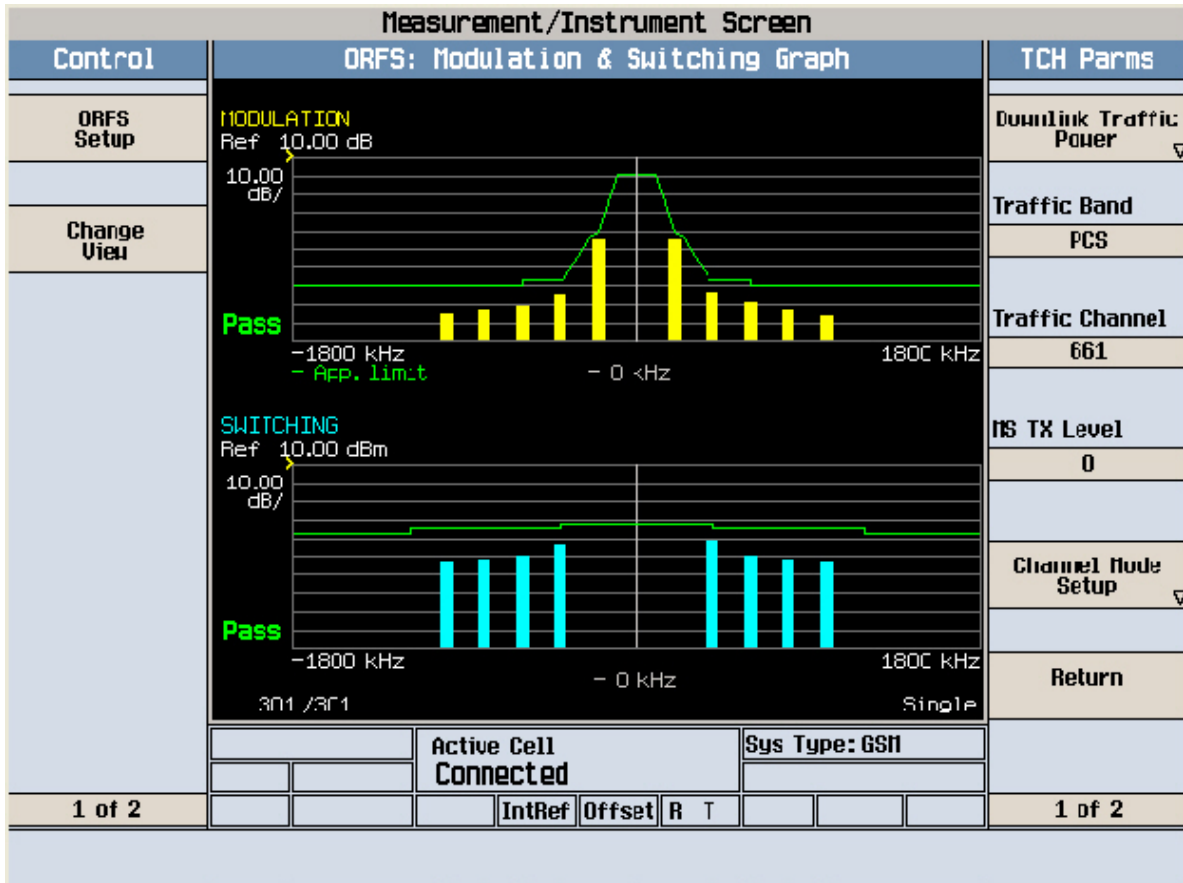 Measurement/Instrument Screen
Control
ORFS: Modulation & Switching Graph
TCH Parms
ORFS
Setup
Change
View
1 of 2
MODULATION
Ref 10.00 dB
10.00
dB/
Pass
-1800 kHz
1800 kHz
- App. limit
- 0 kHz
SWITCHING
Ref 10.00 dBm
10.00
dB/
Pass
-1800 kHz
1800 kHz
- 0 kHz
301/301
Single
Active Cell
Connected
Sys Type: GSM
IntRef
Offset
R T
Downlink Traffic
Power
Traffic Band
PCS
Traffic Channel
661
MS TX Level
0
Channel Mode
Setup
Return
1 of 2